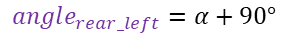 angle_rear_left = α + 90°